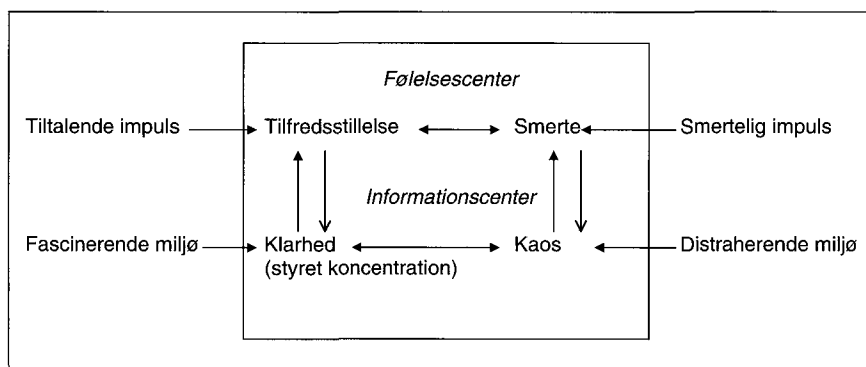 Følelsescenter
Tiltalende impuls Tilfredsstillelse Smerte Smertelig impuls
Informationscenter
Fascinerende miljø Klarhed Kaos Distraherende miljø
(styret koncentration)